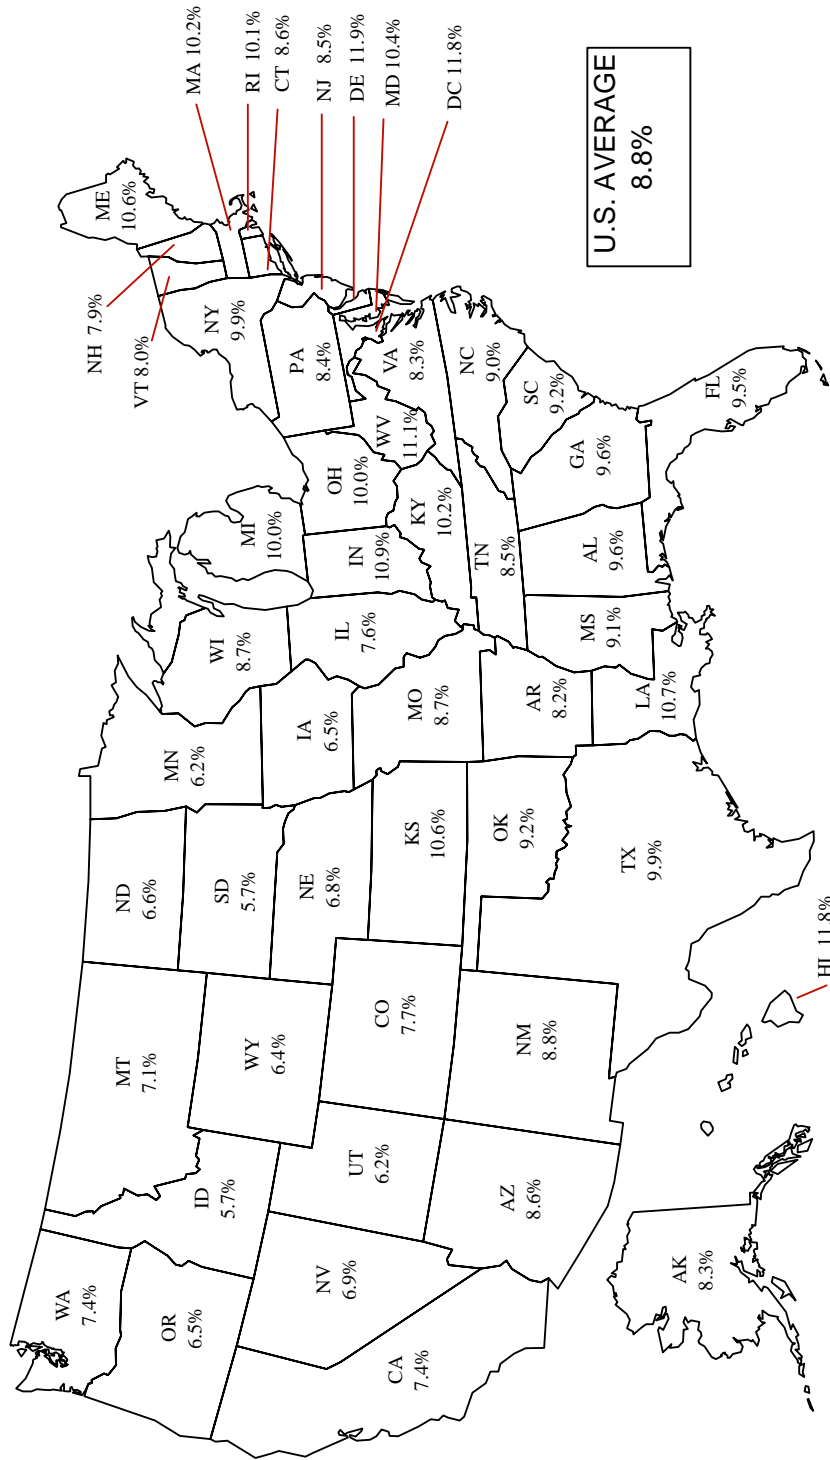 WA
7.4%
OR
6.5%
CA
7.4%
ID
5.7%
NV
6.9%
MT
7.1%
WY
6.4%
UT
6.2%
AZ
8.6%
CO
7.7%
NM
8.8%
ND
6.6%
SD
5.7%
NE
6.8%
KS
10.6%
OK
9.2%
TX
9.9%
MN
6.2%
IA
6.5%
MO
8.7%
AR
8.2%
LA
10.7%
WI
8.7%
IL
7.6%
MS
9.1%
MI
10.0%
IN
10.9%
KY
10.2%
TN
8.5%
AL
9.6%
OH
10.0%
WV
11.1%
GA
9.6%
VA
8.3%
NC
9.0%
SC
9.2%
FL
9.5%
PA
8.4%
NY
9.9%
VT 8.0%
NH 7.9%
ME
10.6%
MA 10.2%
RI 10.1%
CT 8.6%
NJ 8.5%
DE 11.9%
MD 10.4%
DC 11.8%
AK
8.3%
HI 11.8%
U.S. AVERAGE
8.8%